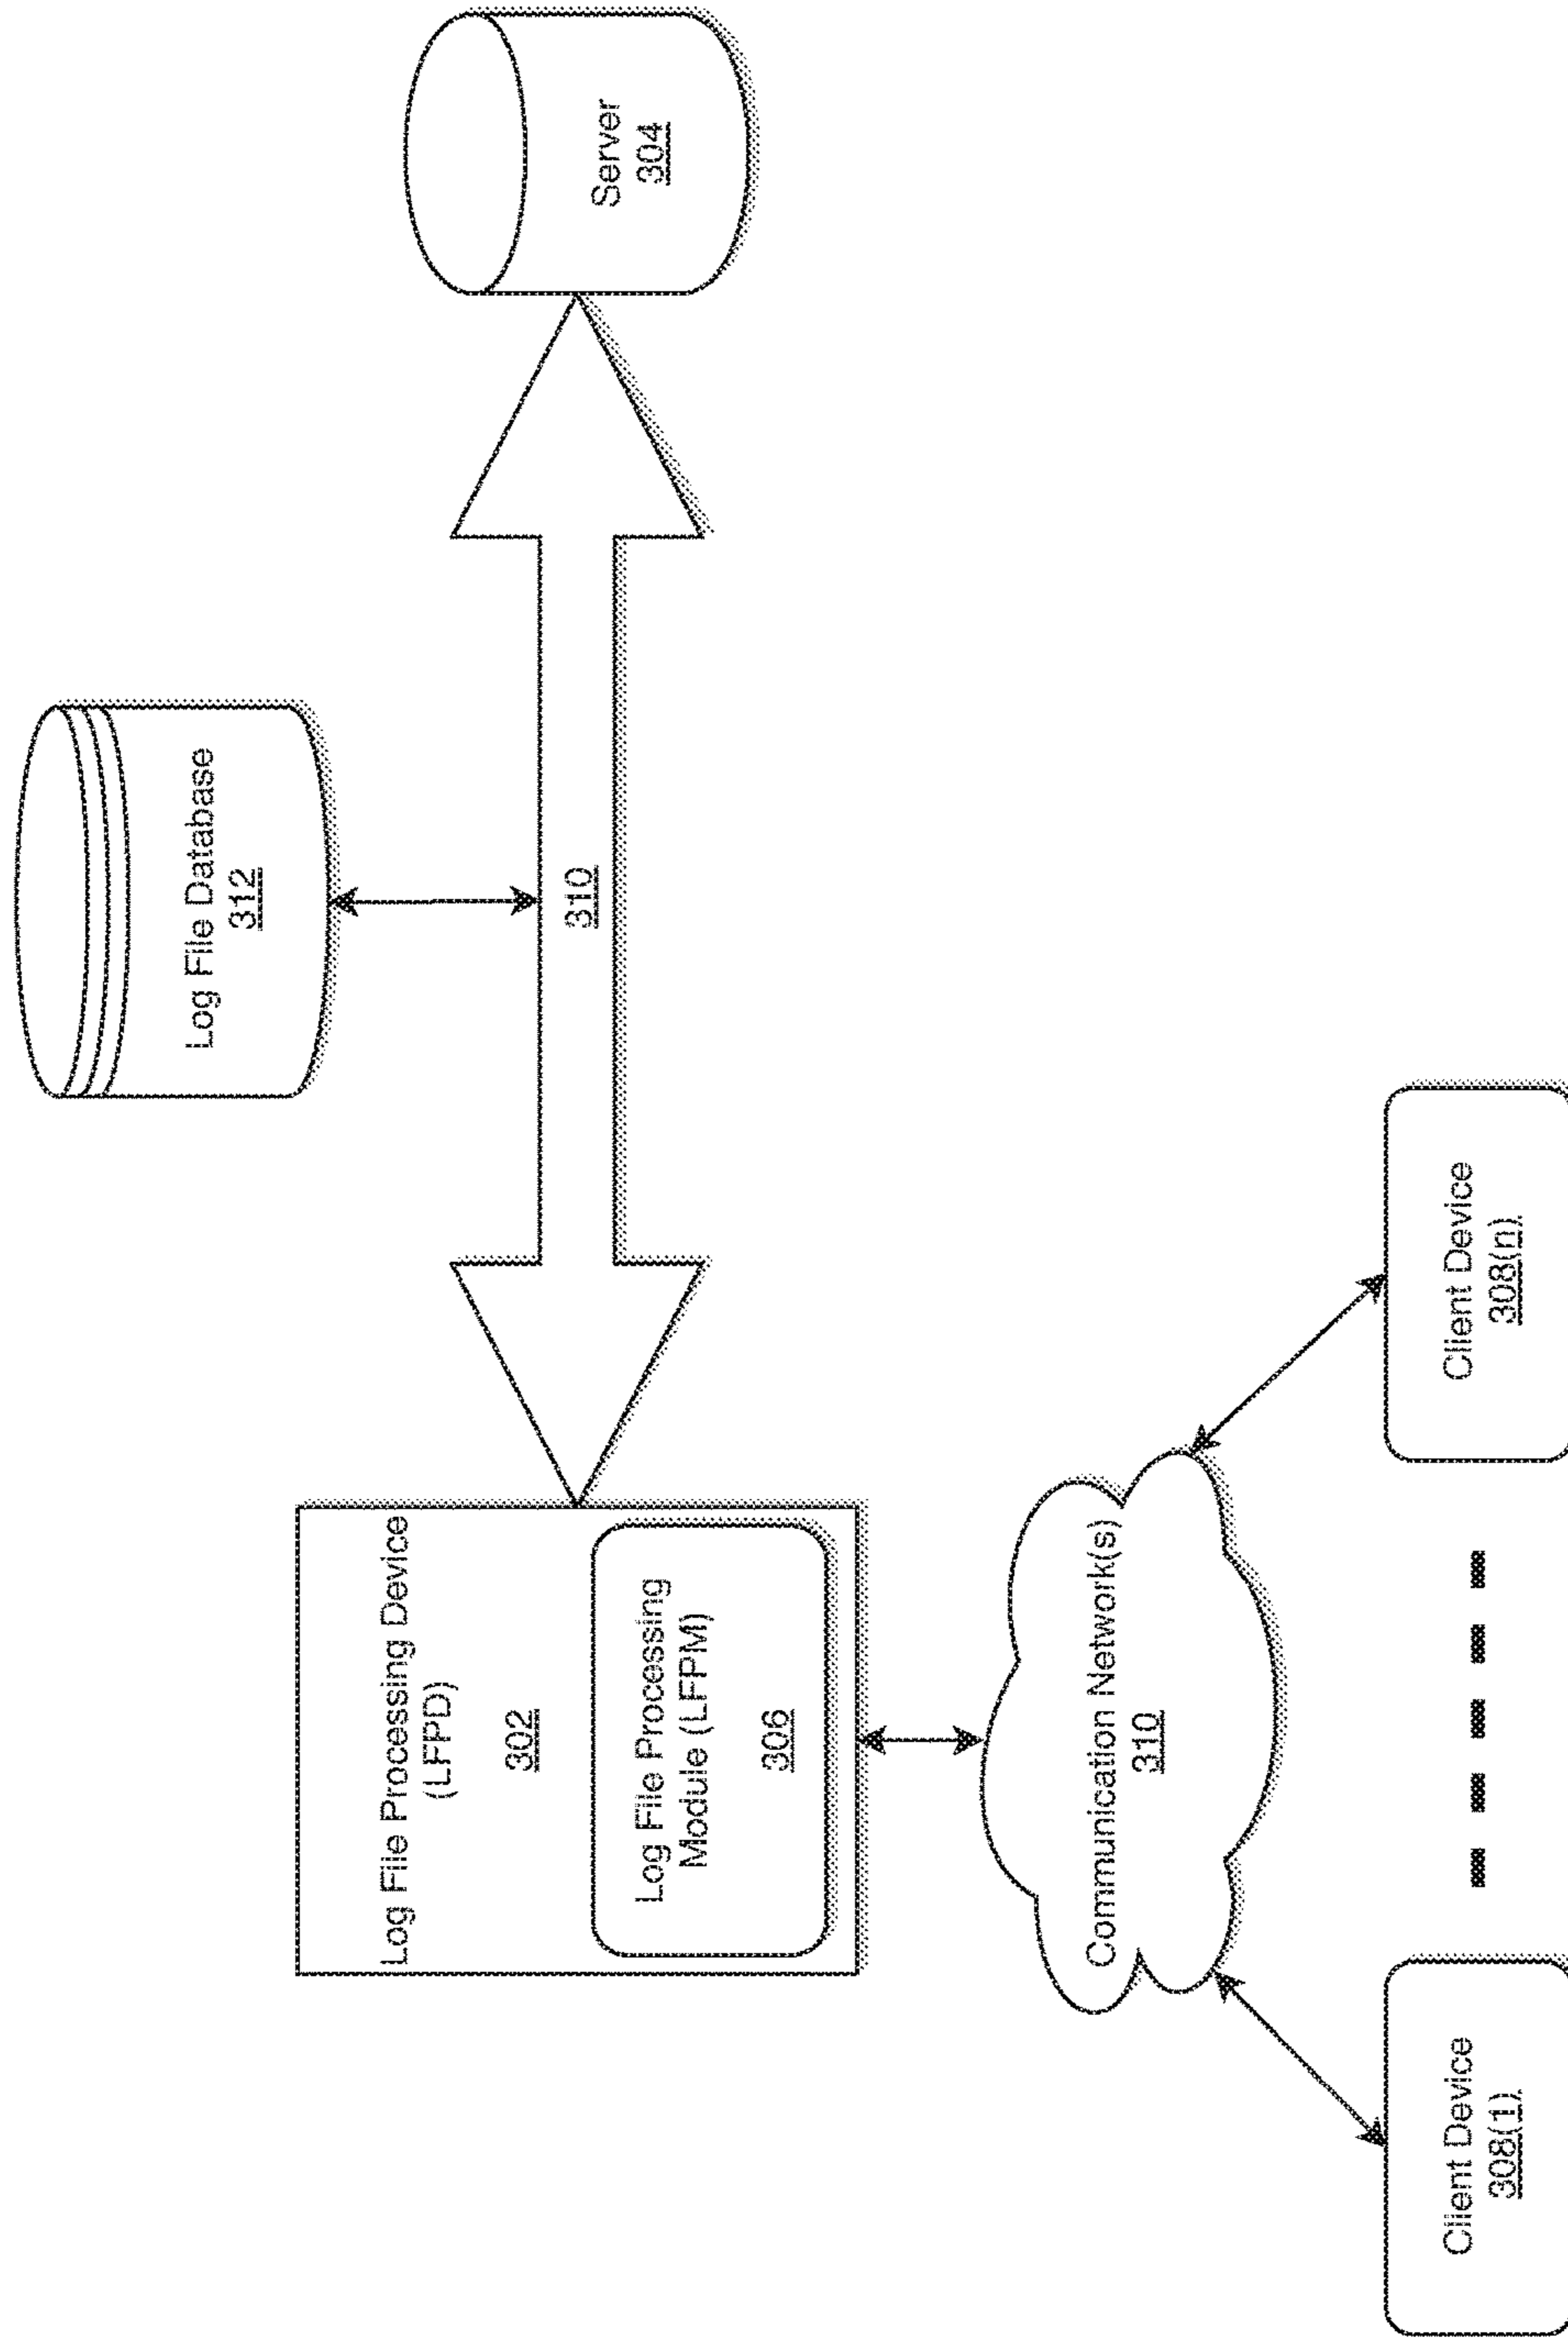 Log File Database
312
Server
304
310
Log File Processing Device
(LFPD)
302
Log File Processing
Module (LFPM)
306
Communication Network(s)
310
Client Device
308(1)
Client Device
308(n)